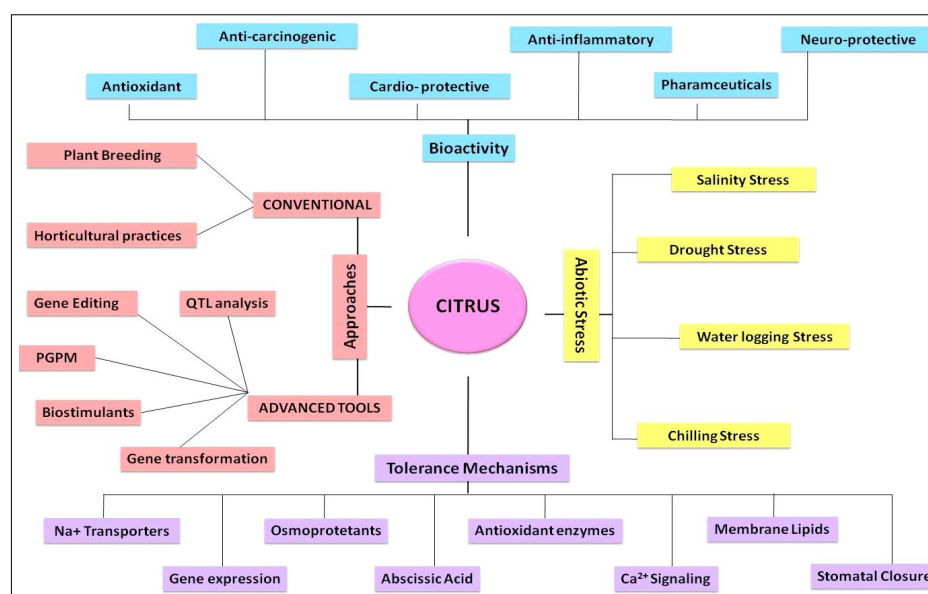 Anti-carcinogenic
Anti-inflammatory
Neuro-protective
Antioxidant
Cardio- protective
Pharamceuticals
Bioactivity
Plant Breeding
CONVENTIONAL
Horticultural practices
Approaches
Gene Editing
QTL analysis
PGPM
Biostimulants
ADVANCED TOOLS
Gene transformation
CITRUS
Abiotic Stress
Salinity Stress
Drought Stress
Water logging Stress
Chilling Stress
Tolerance Mechanisms
Na+ Transporters
Osmoprotetants
Antioxidant enzymes
Membrane Lipids
Gene expression
Abscissic Acid
Ca²⁺ Signaling
Stomatal Closure